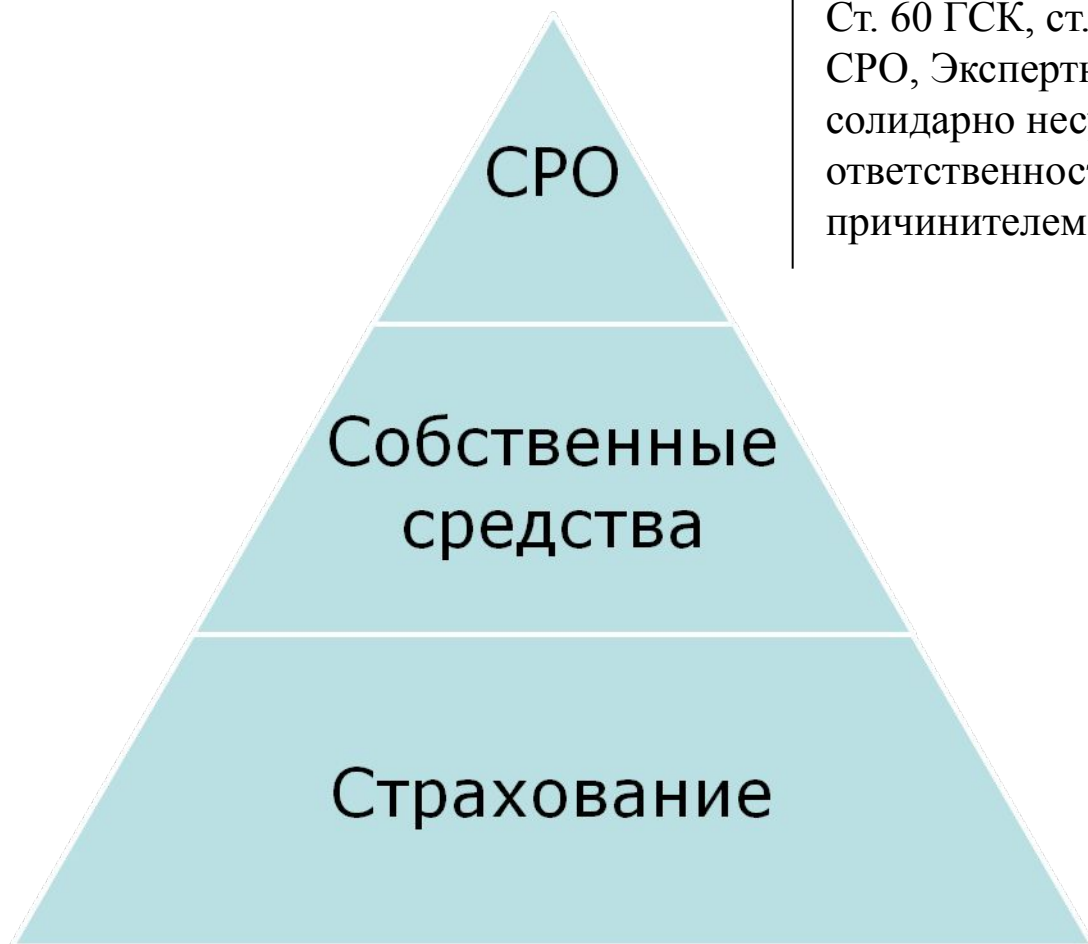 Ст. 60 ГСК, ст.
СРО,
солидарно
причинителем
СРО
Собственные
средства
Страхование